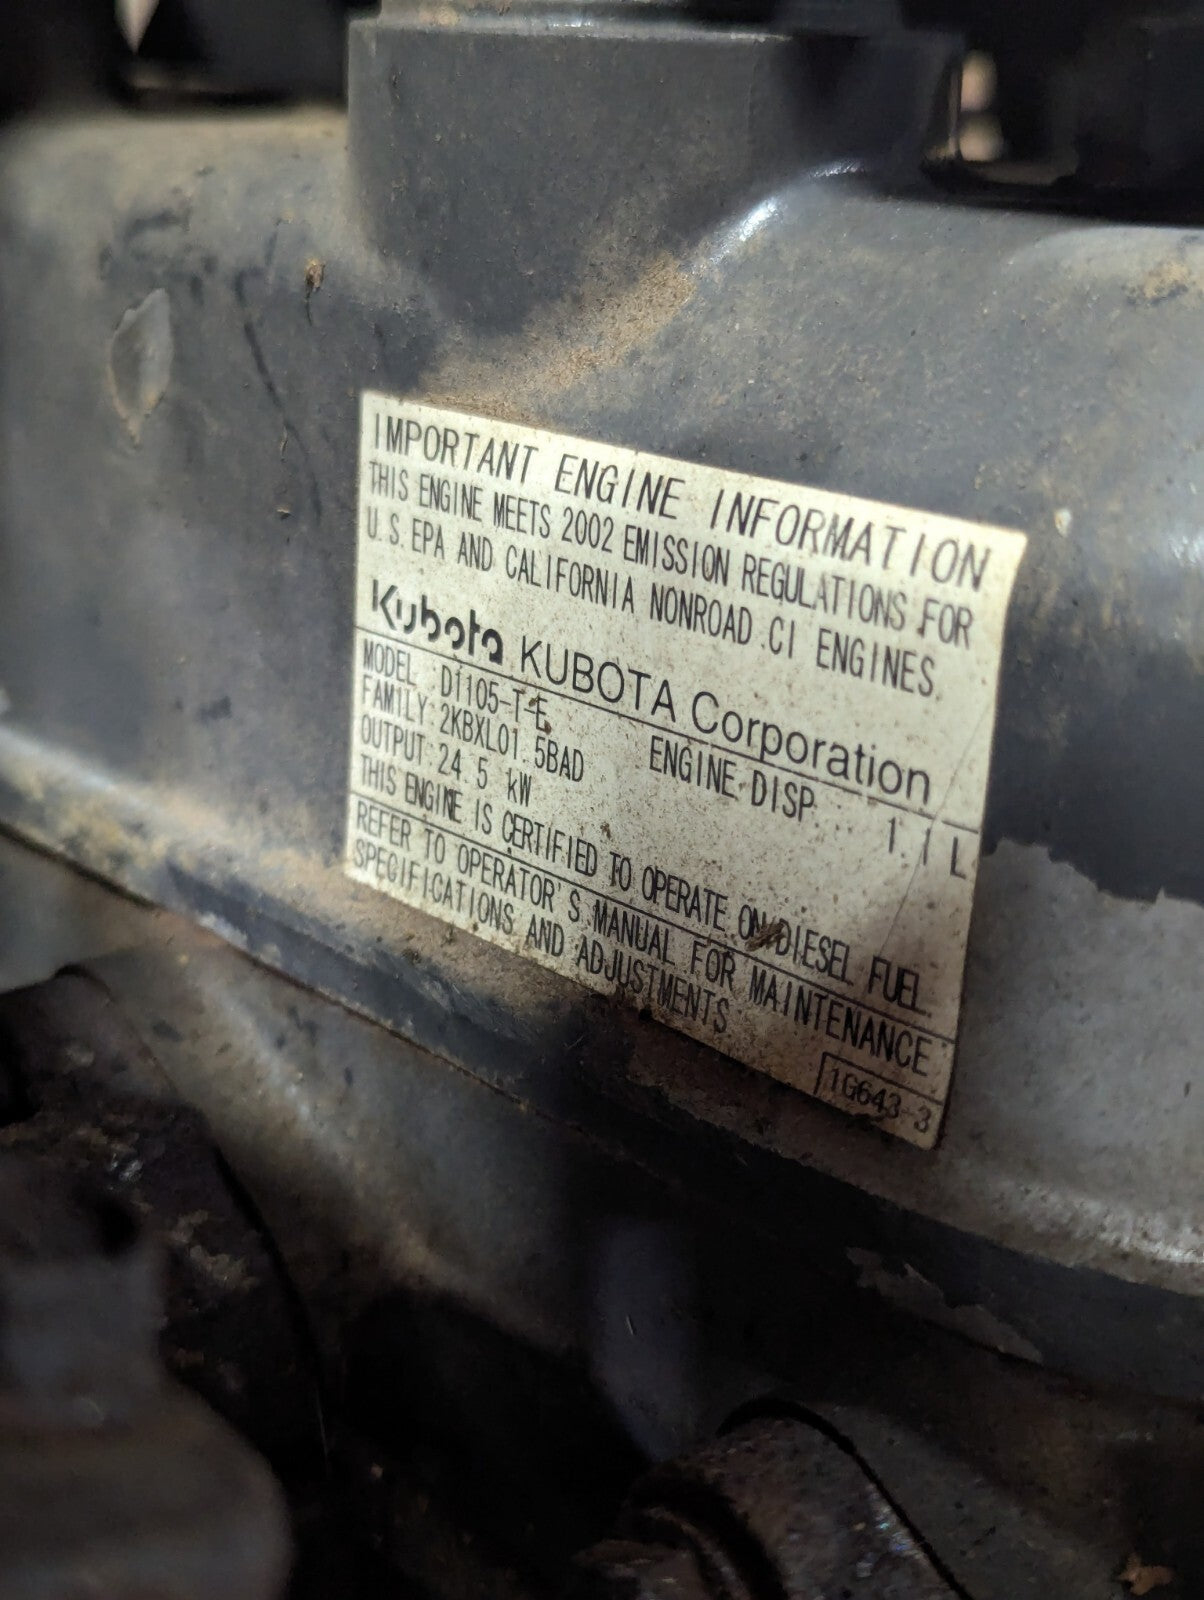 IMPORTANT ENGINE INFORMATION
THIS ENGINE MEETS 2002 EMISSION REGULATIONS FOR
U.S. EPA AND CALIFORNIA NONROAD CI ENGINES.
Kubota KUBOTA Corporation
MODEL D1105-T-E
FAMILY 2KBXL01.5BAD ENGINE DISP. 1.1 L
OUTPUT 24.5 kW
THIS ENGINE IS CERTIFIED TO OPERATE ON DIESEL FUEL.
REFER TO OPERATOR'S MANUAL FOR MAINTENANCE
SPECIFICATIONS AND ADJUSTMENTS
1G643-3